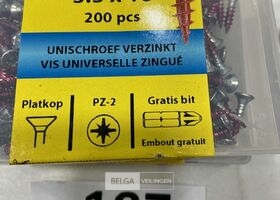 200 pcs
UNISCHROEF VERZINKT
VIS UNIVERSELLE ZINGUÉ
Platkop
PZ-2
Gratis bit
Embout gratuit
BELGA VEILINGEN